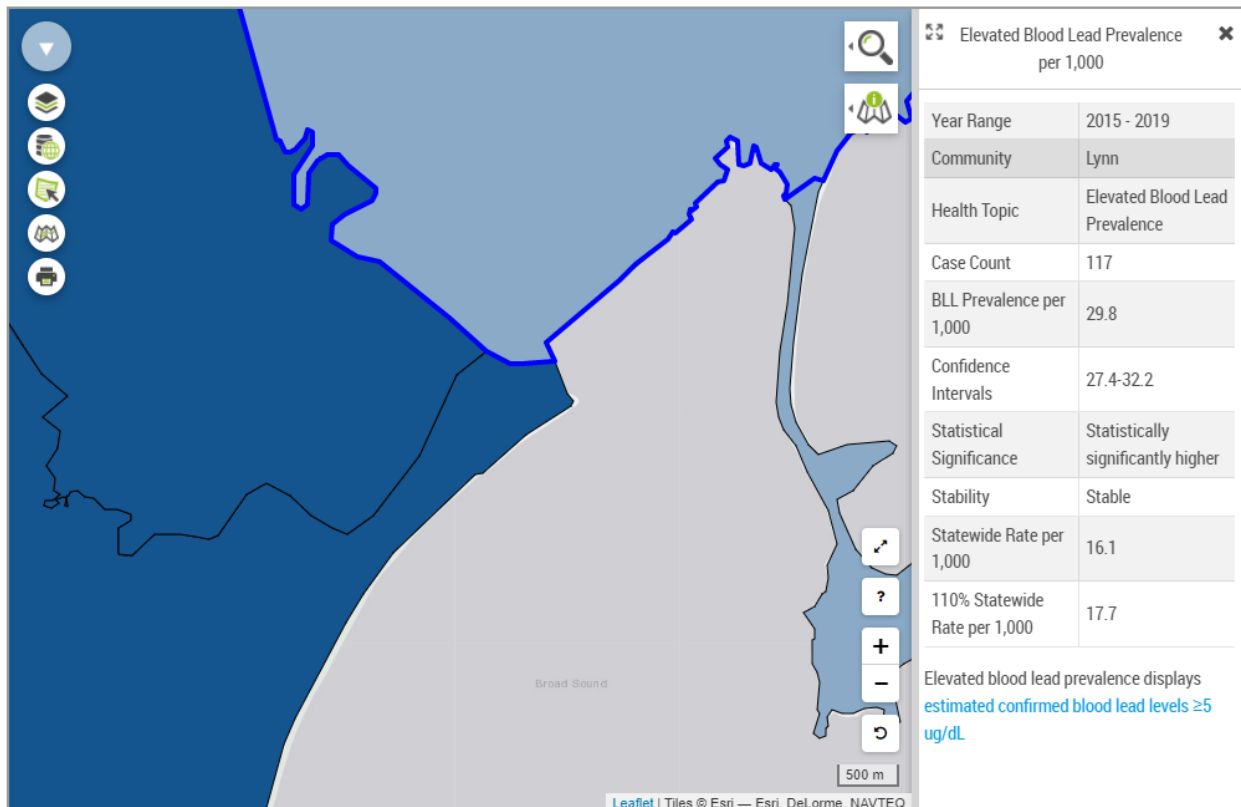 Elevated Blood Lead Prevalence
per 1,000
Year Range 2015 - 2019
Community Lynn
Health Topic Elevated Blood Lead
Prevalence
Case Count 117
BLL Prevalence per
1,000 29.8
Confidence
Intervals 27.4-32.2
Statistical
Significance Statistically
significantly higher
Stability Stable
Statewide Rate per
1,000 16.1
110% Statewide
Rate per 1,000 17.7
Elevated blood lead prevalence displays
estimated confirmed blood lead levels ≥5
ug/dL
?
+
−
Broad Sound
500 m
Leaflet | Tiles © Esri — Esri, DeLorme, NAVTEQ